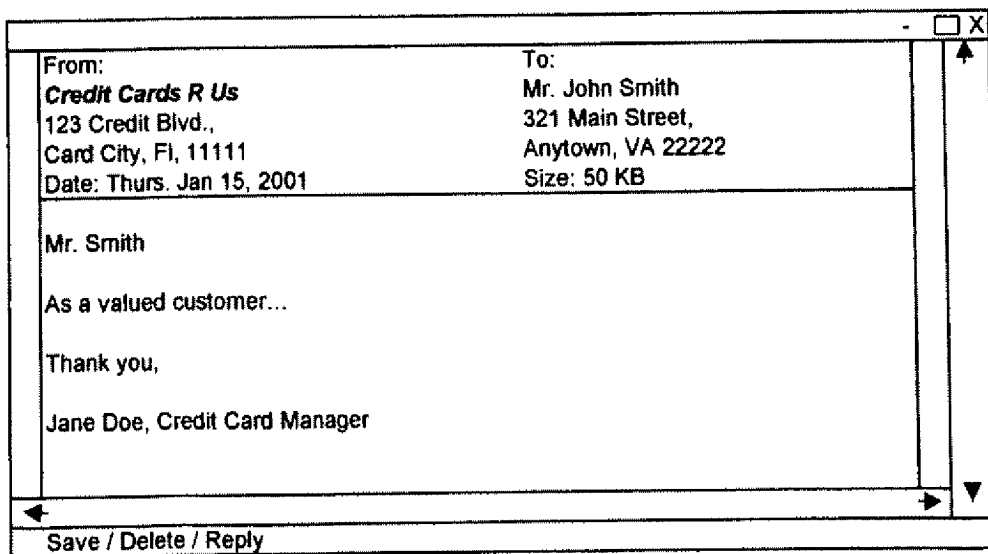 From:
Credit Cards R Us
123 Credit Blvd.,
Card City, Fl, 11111
Date: Thurs. Jan 15, 2001
To:
Mr. John Smith
321 Main Street,
Anytown, VA 22222
Size: 50 KB
Mr. Smith
As a valued customer...
Thank you,
Jane Doe, Credit Card Manager
Save / Delete / Reply